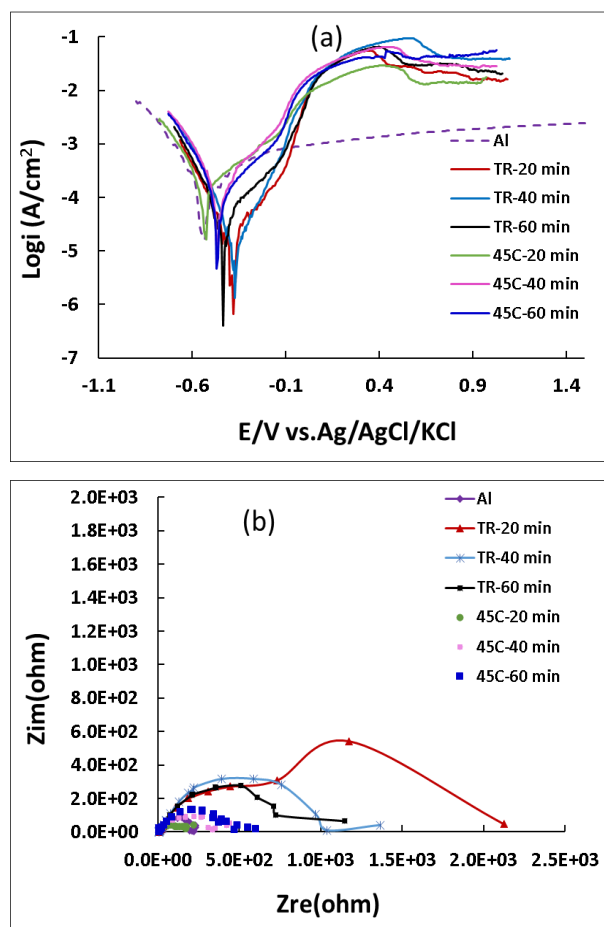 (a)
-1
-2
-3
-4
-5
-6
-7
Logi (A/cm²)
-1.1 -0.6 -0.1 0.4 0.9 1.4
E/V vs.Ag/AgCl/KCl
Al
TR-20 min
TR-40 min
TR-60 min
45C-20 min
45C-40 min
45C-60 min
(b)
2.0E+03
1.8E+03
1.6E+03
1.4E+03
1.2E+03
1.0E+03
8.0E+02
6.0E+02
4.0E+02
2.0E+02
0.0E+00
Zim(ohm)
0.0E+00 5.0E+02 1.0E+03 1.5E+03 2.0E+03 2.5E+03
Zre(ohm)
Al
TR-20 min
TR-40 min
TR-60 min
45C-20 min
45C-40 min
45C-60 min